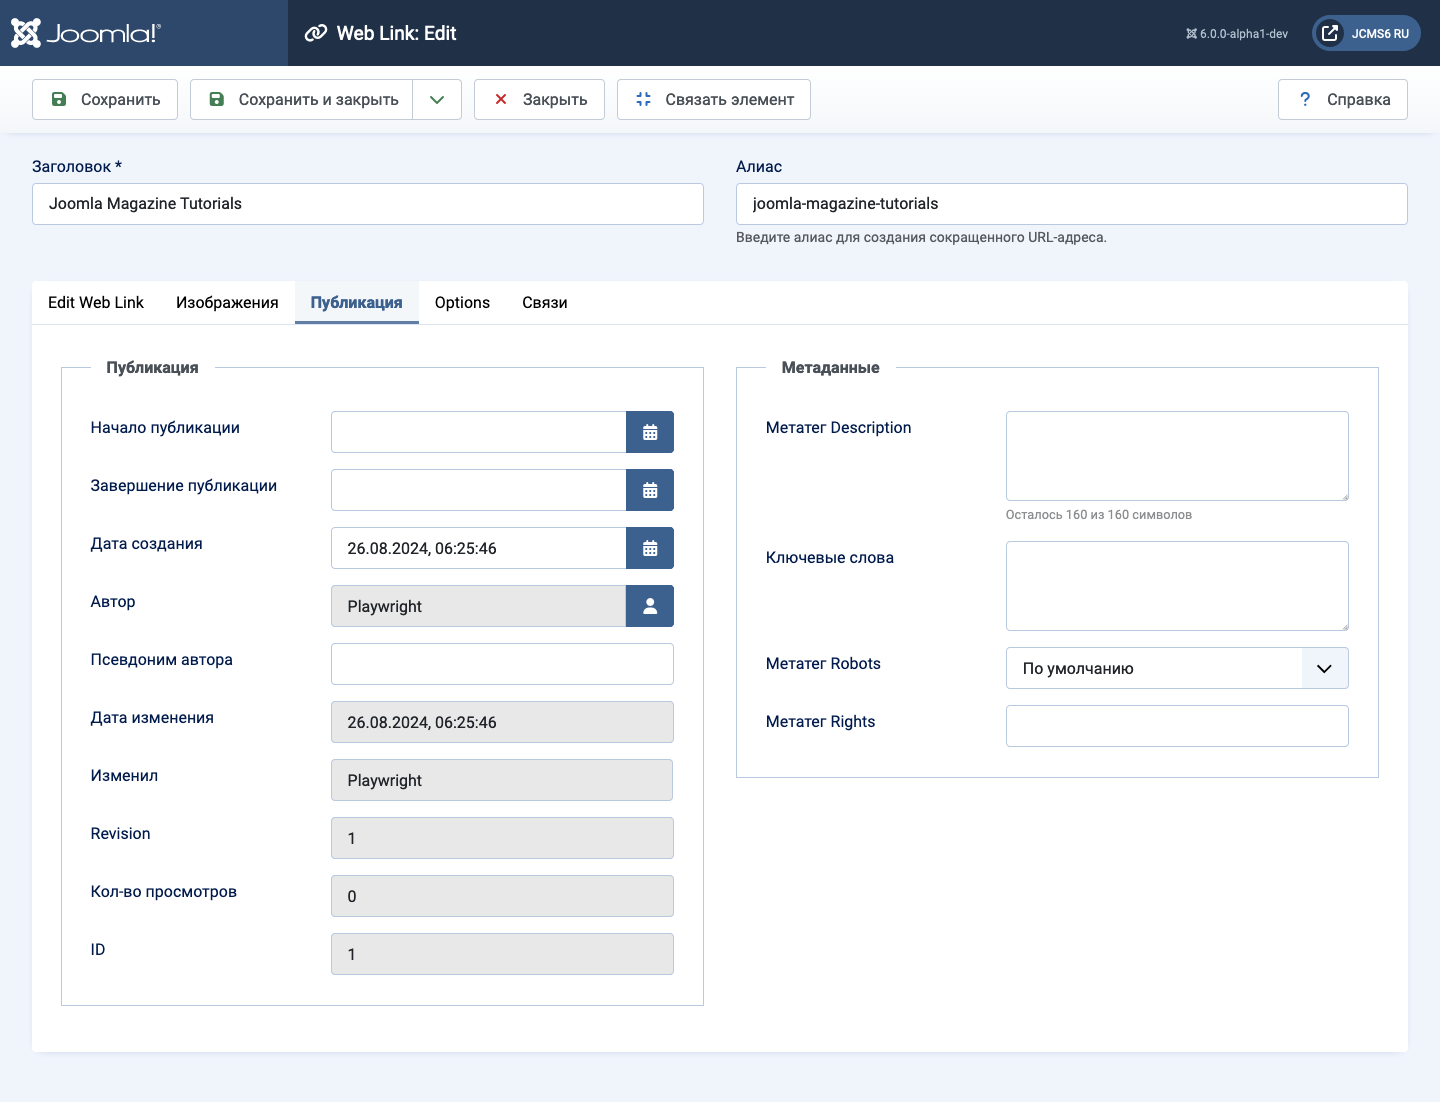 Joomla!®
Web Link: Edit
6.0.0-alpha1-dev
JCMS6 RU
Сохранить
Сохранить и закрыть
Закрыть
Связать элемент
Справка
Заголовок *
Joomla Magazine Tutorials
Алиас
joomla-magazine-tutorials
Введите алиас для создания сокращенного URL-адреса.
Edit Web Link
Изображения
Публикация
Options
Связи
Публикация
Начало публикации
Завершение публикации
Дата создания
26.08.2024, 06:25:46
Автор
Playwright
Псевдоним автора
Дата изменения
26.08.2024, 06:25:46
Изменил
Playwright
Revision
1
Кол-во просмотров
0
ID
1
Метаданные
Метатег Description
Осталось 160 из 160 символов
Ключевые слова
Метатег Robots
По умолчанию
Метатег Rights